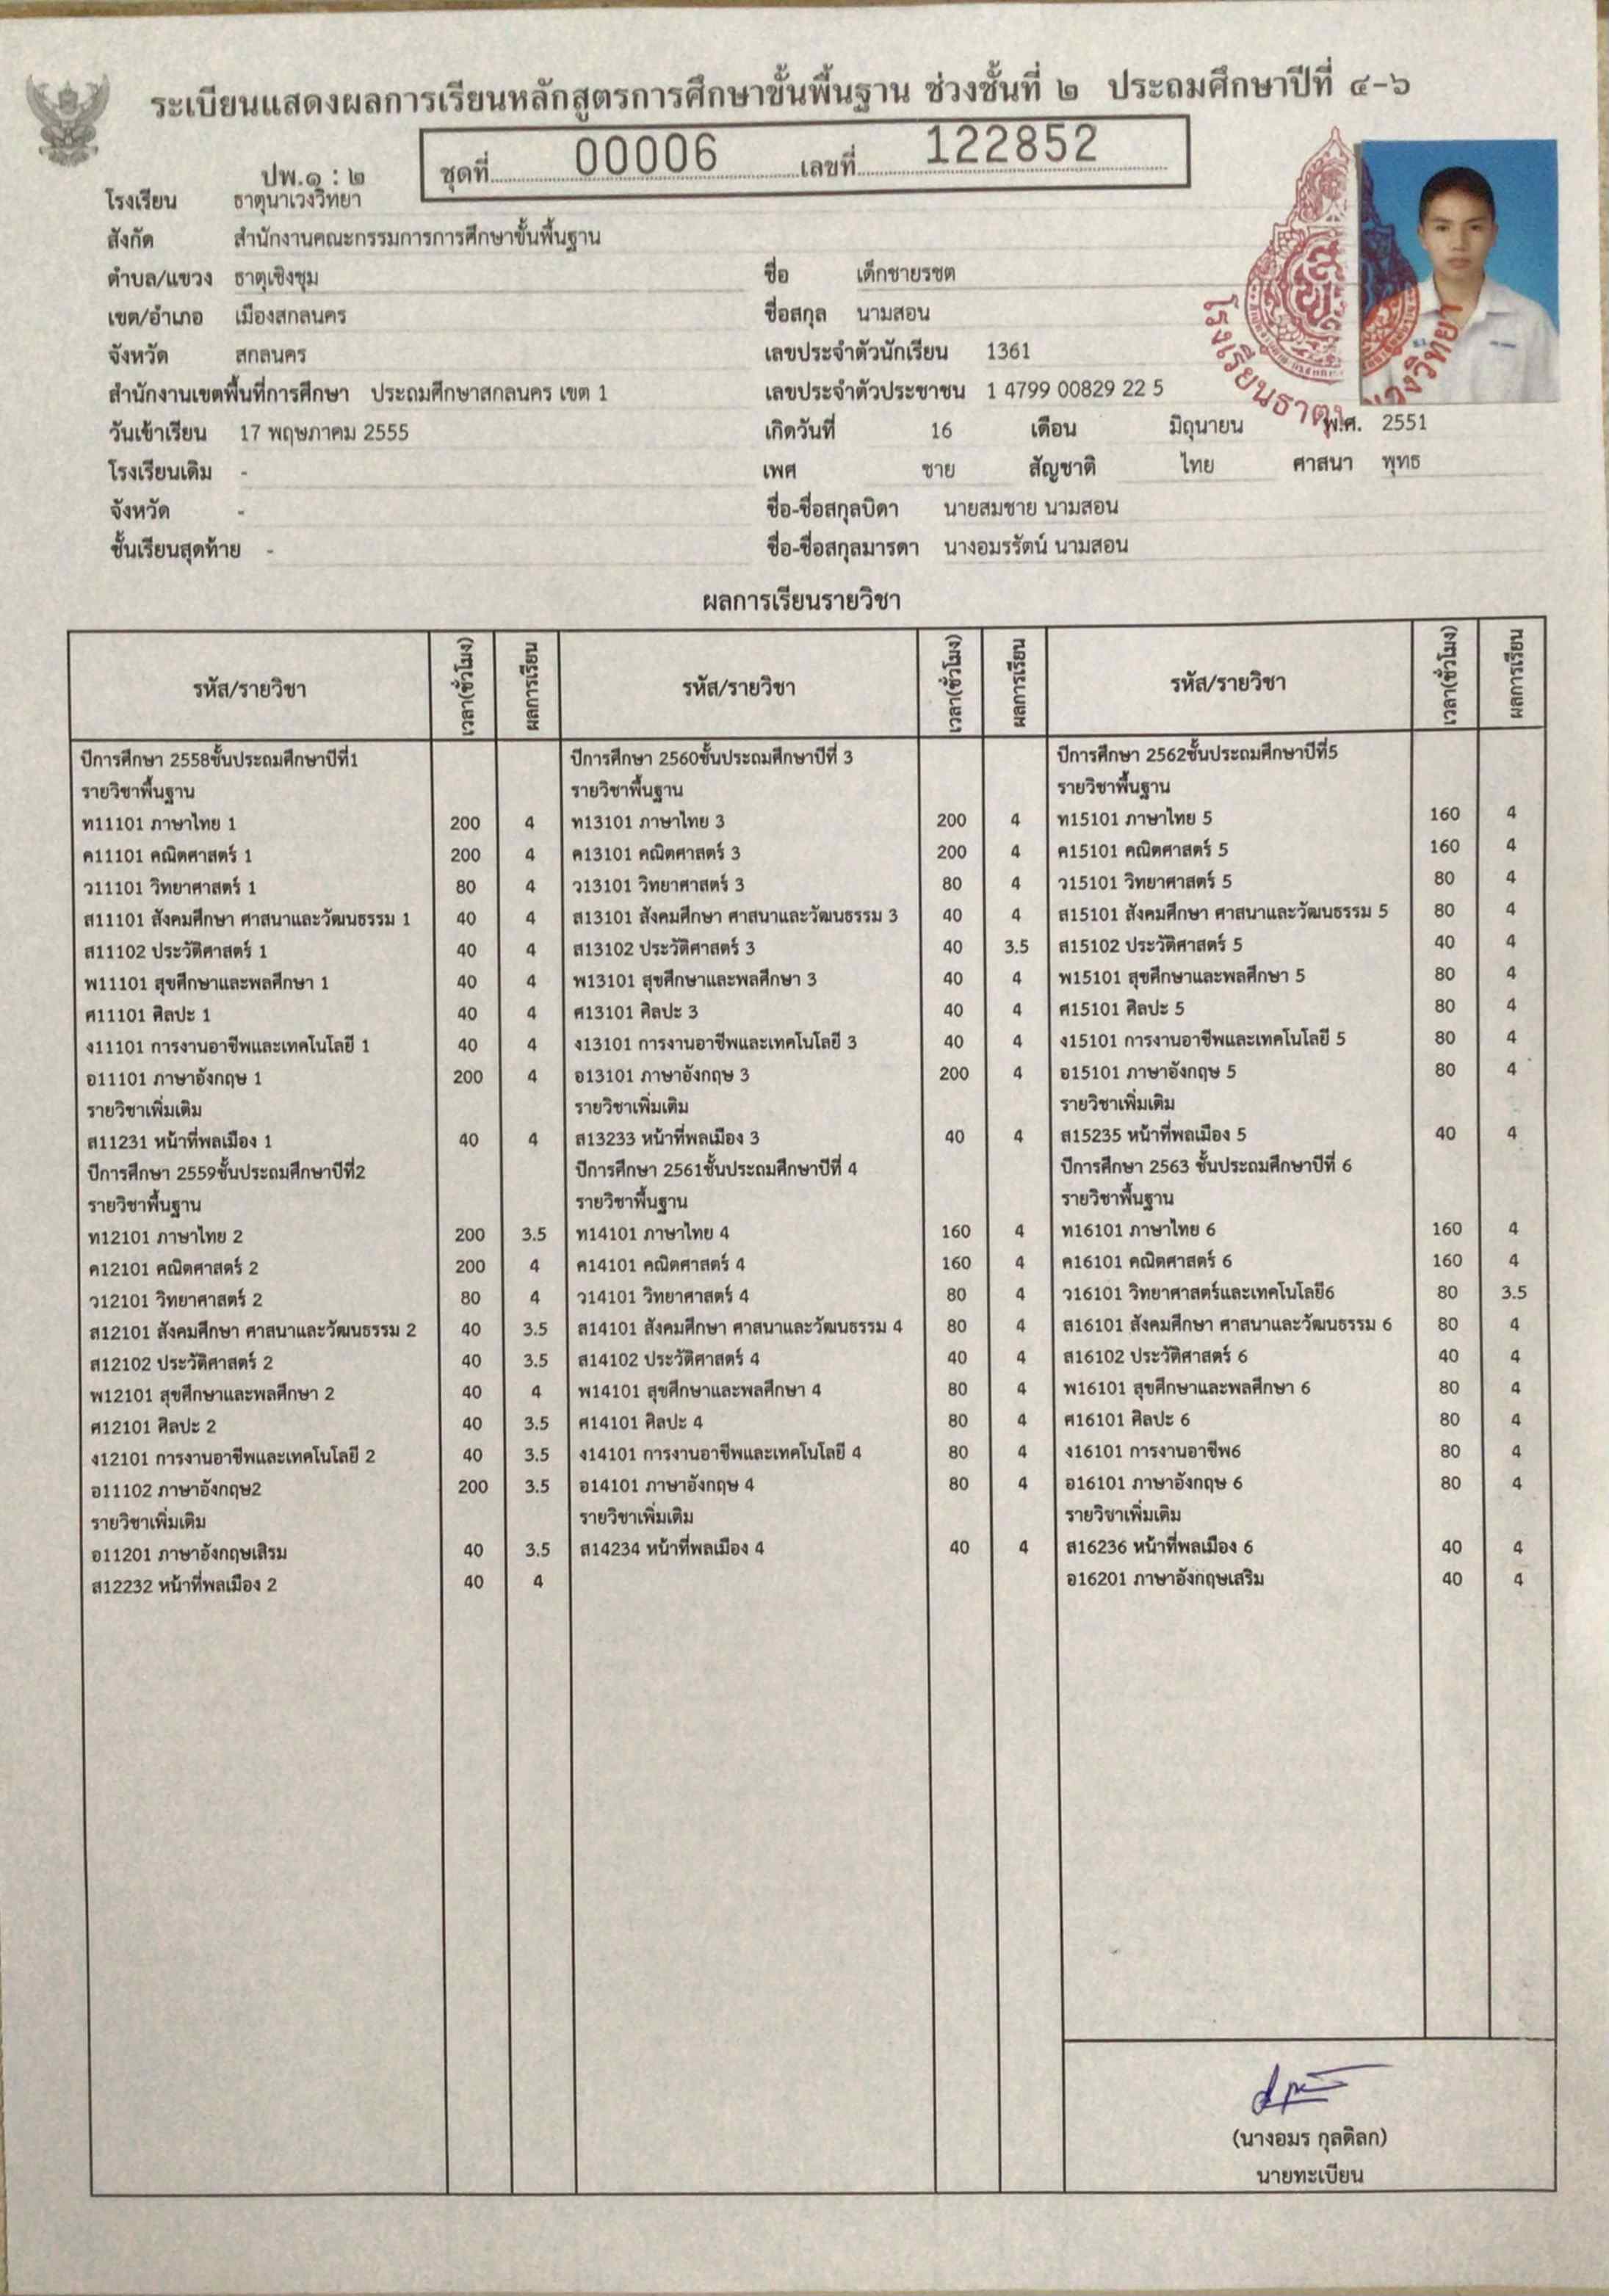 ระเบียนแสดงผลการเรียนหลักสูตรการศึกษาขั้นพื้นฐาน ช่วงชั้นที่ ๒ ประถมศึกษาปีที่ ๔-๖
ปพ.๑ : ๒ ชุดที่ 00006 เลขที่ 122852
โรงเรียน ธาตุนาเวงวิทยา
สังกัด สำนักงานคณะกรรมการการศึกษาขั้นพื้นฐาน
ตำบล/แขวง ธาตุเชิงชุม
เขต/อำเภอ เมืองสกลนคร
จังหวัด สกลนคร
สำนักงานเขตพื้นที่การศึกษา ประถมศึกษาสกลนคร เขต 1
วันเข้าเรียน 17 พฤษภาคม 2555
โรงเรียนเดิม -
จังหวัด -
ชั้นเรียนสุดท้าย -
ชื่อ เด็กชายรชต
ชื่อสกุล นามสอน
เลขประจำตัวนักเรียน 1361
เลขประจำตัวประชาชน 1 4799 00829 22 5
เกิดวันที่ 16 เดือน มิถุนายน พ.ศ. 2551
เพศ ชาย สัญชาติ ไทย ศาสนา พุทธ
ชื่อ-ชื่อสกุลบิดา นายสมชาย นามสอน
ชื่อ-ชื่อสกุลมารดา นางอมรรัตน์ นามสอน
ผลการเรียนรายวิชา
รหัส/รายวิชา เวลา(ชั่วโมง) ผลการเรียน
ปีการศึกษา 2558ชั้นประถมศึกษาปีที่1
รายวิชาพื้นฐาน
ท11101 ภาษาไทย 1 200 4
ค11101 คณิตศาสตร์ 1 200 4
ว11101 วิทยาศาสตร์ 1 80 4
ส11101 สังคมศึกษา ศาสนาและวัฒนธรรม 1 40 4
ส11102 ประวัติศาสตร์ 1 40 4
พ11101 สุขศึกษาและพลศึกษา 1 40 4
ศ11101 ศิลปะ 1 40 4
ง11101 การงานอาชีพและเทคโนโลยี 1 40 4
อ11101 ภาษาอังกฤษ 1 200 4
รายวิชาเพิ่มเติม
ส11231 หน้าที่พลเมือง 1 40 4
ปีการศึกษา 2559ชั้นประถมศึกษาปีที่2
รายวิชาพื้นฐาน
ท12101 ภาษาไทย 2 200 3.5
ค12101 คณิตศาสตร์ 2 200 4
ว12101 วิทยาศาสตร์ 2 80 4
ส12101 สังคมศึกษา ศาสนาและวัฒนธรรม 2 40 3.5
ส12102 ประวัติศาสตร์ 2 40 3.5
พ12101 สุขศึกษาและพลศึกษา 2 40 4
ศ12101 ศิลปะ 2 40 3.5
ง12101 การงานอาชีพและเทคโนโลยี 2 40 3.5
อ11102 ภาษาอังกฤษ2 200 3.5
รายวิชาเพิ่มเติม
อ11201 ภาษาอังกฤษเสิรม 40 3.5
ส12232 หน้าที่พลเมือง 2 40 4
รหัส/รายวิชา เวลา(ชั่วโมง) ผลการเรียน
ปีการศึกษา 2560ชั้นประถมศึกษาปีที่ 3
รายวิชาพื้นฐาน
ท13101 ภาษาไทย 3 200 4
ค13101 คณิตศาสตร์ 3 200 4
ว13101 วิทยาศาสตร์ 3 80 4
ส13101 สังคมศึกษา ศาสนาและวัฒนธรรม 3 40 4
ส13102 ประวัติศาสตร์ 3 40 3.5
พ13101 สุขศึกษาและพลศึกษา 3 40 4
ศ13101 ศิลปะ 3 40 4
ง13101 การงานอาชีพและเทคโนโลยี 3 40 4
อ13101 ภาษาอังกฤษ 3 200 4
รายวิชาเพิ่มเติม
ส13233 หน้าที่พลเมือง 3 40 4
ปีการศึกษา 2561ชั้นประถมศึกษาปีที่ 4
รายวิชาพื้นฐาน
ท14101 ภาษาไทย 4 160 4
ค14101 คณิตศาสตร์ 4 160 4
ว14101 วิทยาศาสตร์ 4 80 4
ส14101 สังคมศึกษา ศาสนาและวัฒนธรรม 4 80 4
ส14102 ประวัติศาสตร์ 4 40 4
พ14101 สุขศึกษาและพลศึกษา 4 80 4
ศ14101 ศิลปะ 4 80 4
ง14101 การงานอาชีพและเทคโนโลยี 4 80 4
อ14101 ภาษาอังกฤษ 4 80 4
รายวิชาเพิ่มเติม
ส14234 หน้าที่พลเมือง 4 40 4
รหัส/รายวิชา เวลา(ชั่วโมง) ผลการเรียน
ปีการศึกษา 2562ชั้นประถมศึกษาปีที่5
รายวิชาพื้นฐาน
ท15101 ภาษาไทย 5 160 4
ค15101 คณิตศาสตร์ 5 160 4
ว15101 วิทยาศาสตร์ 5 80 4
ส15101 สังคมศึกษา ศาสนาและวัฒนธรรม 5 80 4
ส15102 ประวัติศาสตร์ 5 40 4
พ15101 สุขศึกษาและพลศึกษา 5 80 4
ศ15101 ศิลปะ 5 80 4
ง15101 การงานอาชีพและเทคโนโลยี 5 80 4
อ15101 ภาษาอังกฤษ 5 80 4
รายวิชาเพิ่มเติม
ส15235 หน้าที่พลเมือง 5 40 4
ปีการศึกษา 2563 ชั้นประถมศึกษาปีที่ 6
รายวิชาพื้นฐาน
ท16101 ภาษาไทย 6 160 4
ค16101 คณิตศาสตร์ 6 160 4
ว16101 วิทยาศาสตร์และเทคโนโลยี6 80 3.5
ส16101 สังคมศึกษา ศาสนาและวัฒนธรรม 6 80 4
ส16102 ประวัติศาสตร์ 6 40 4
พ16101 สุขศึกษาและพลศึกษา 6 80 4
ศ16101 ศิลปะ 6 80 4
ง16101 การงานอาชีพ6 80 4
อ16101 ภาษาอังกฤษ 6 80 4
รายวิชาเพิ่มเติม
ส16236 หน้าที่พลเมือง 6 40 4
อ16201 ภาษาอังกฤษเสริม 40 4
(นางอมร กุลดิลก)
นายทะเบียน